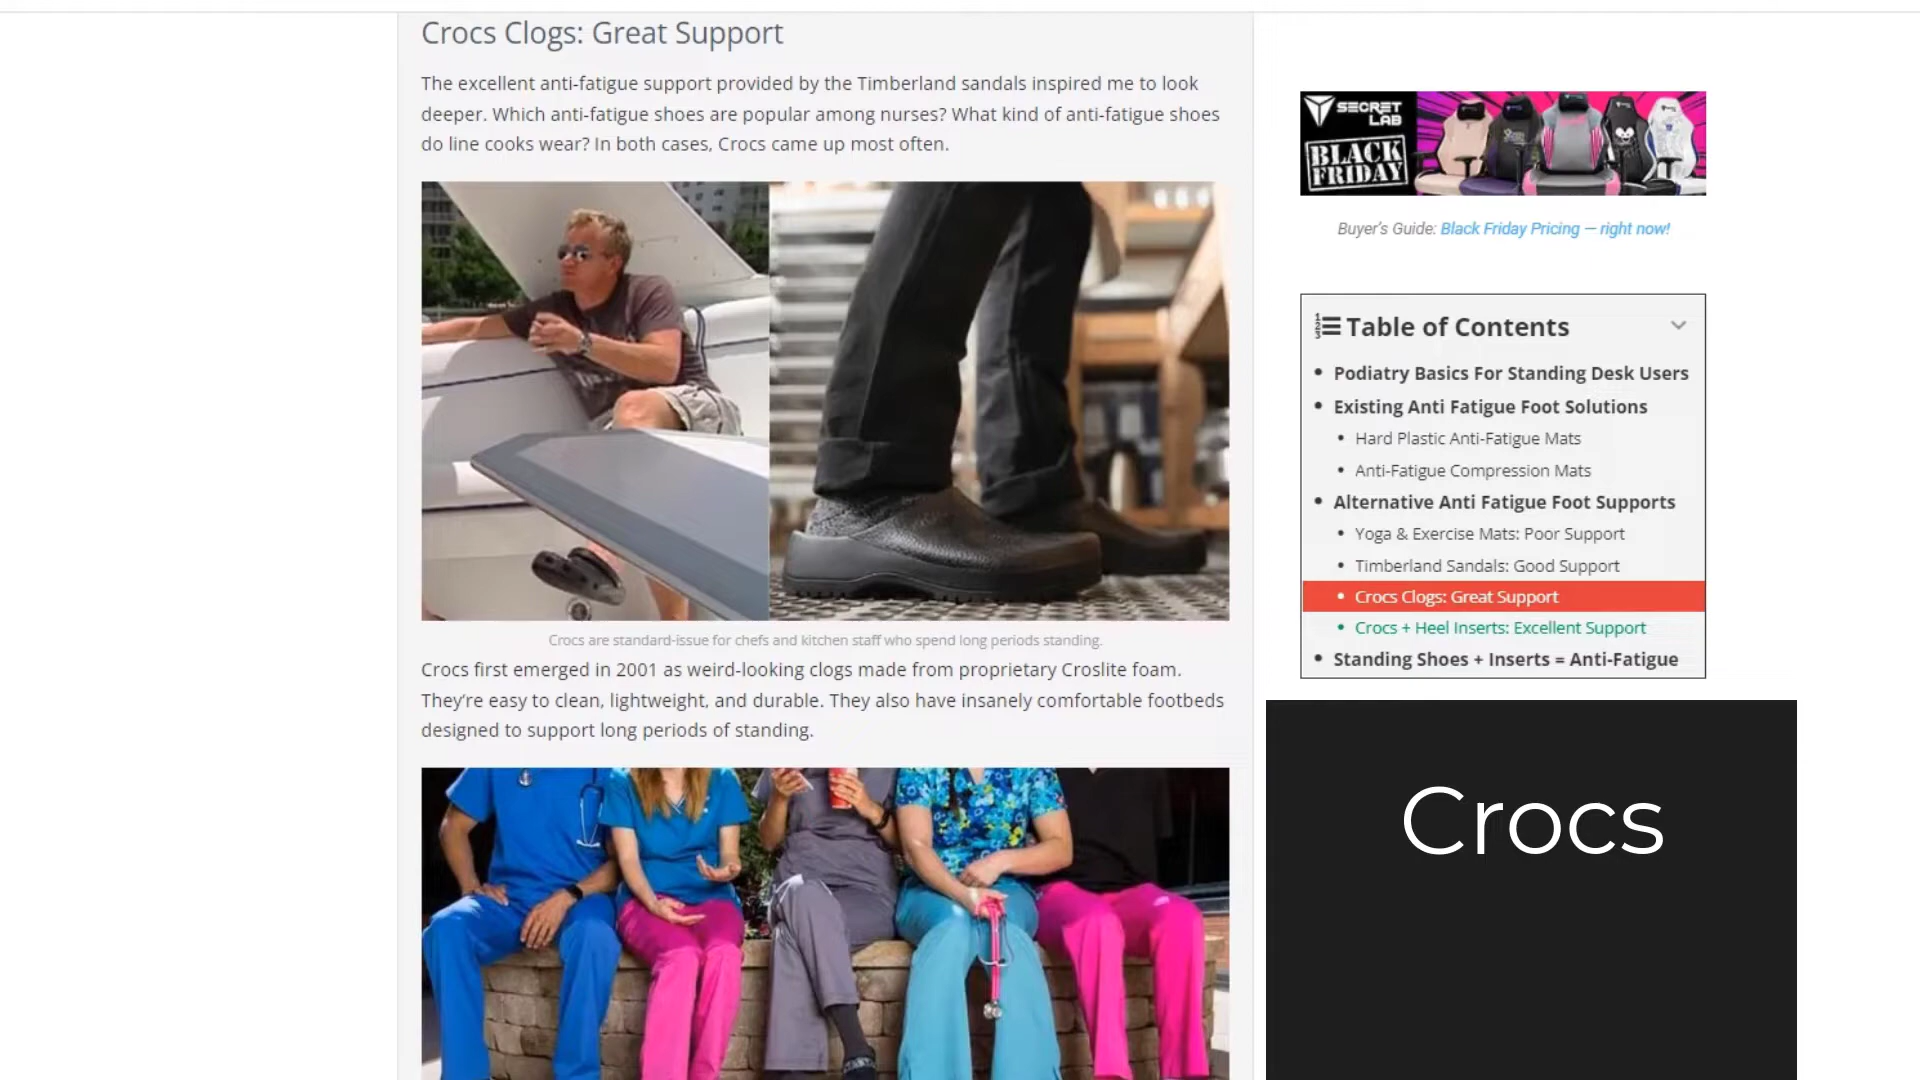 Crocs Clogs: Great Support
The excellent anti-fatigue support provided by the Timberland sandals inspired me to look
deeper. Which anti-fatigue shoes are popular among nurses? What kind of anti-fatigue shoes
do line cooks wear? In both cases, Crocs came up most often.
Crocs are standard-issue for chefs and kitchen staff who spend long periods standing.
Crocs first emerged in 2001 as weird-looking clogs made from proprietary Croslite foam.
They’re easy to clean, lightweight, and durable. They also have insanely comfortable footbeds
designed to support long periods of standing.
SECRET
LAB
BLACK
FRIDAY
Buyer’s Guide: Black Friday Pricing — right now!
Table of Contents
• Podiatry Basics For Standing Desk Users
• Existing Anti Fatigue Foot Solutions
• Hard Plastic Anti-Fatigue Mats
• Anti-Fatigue Compression Mats
• Alternative Anti Fatigue Foot Supports
• Yoga & Exercise Mats: Poor Support
• Timberland Sandals: Good Support
• Crocs Clogs: Great Support
• Crocs + Heel Inserts: Excellent Support
• Standing Shoes + Inserts = Anti-Fatigue
Crocs